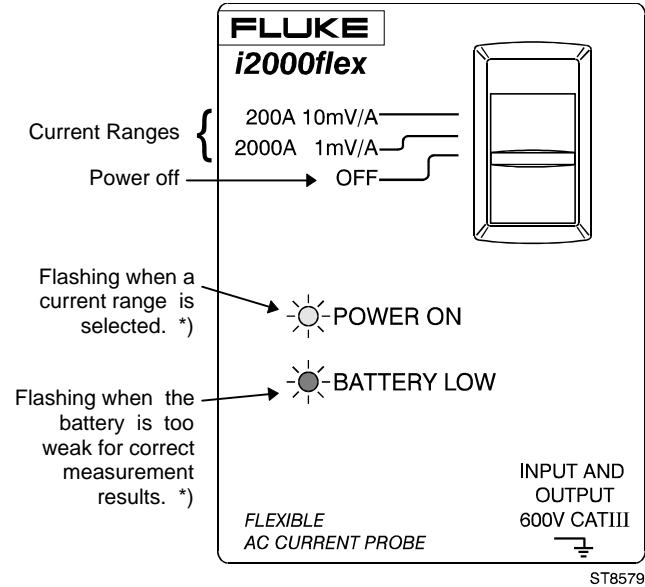 FLUKE
i2000flex
Current Ranges
200A 10mV/A
2000A 1mV/A
Power off
OFF
Flashing when a
current range is
selected. *)
POWER ON
Flashing when the
battery is too
weak for correct
measurement
results. *)
BATTERY LOW
INPUT AND
OUTPUT
600V CATIII
FLEXIBLE
AC CURRENT PROBE
ST8579